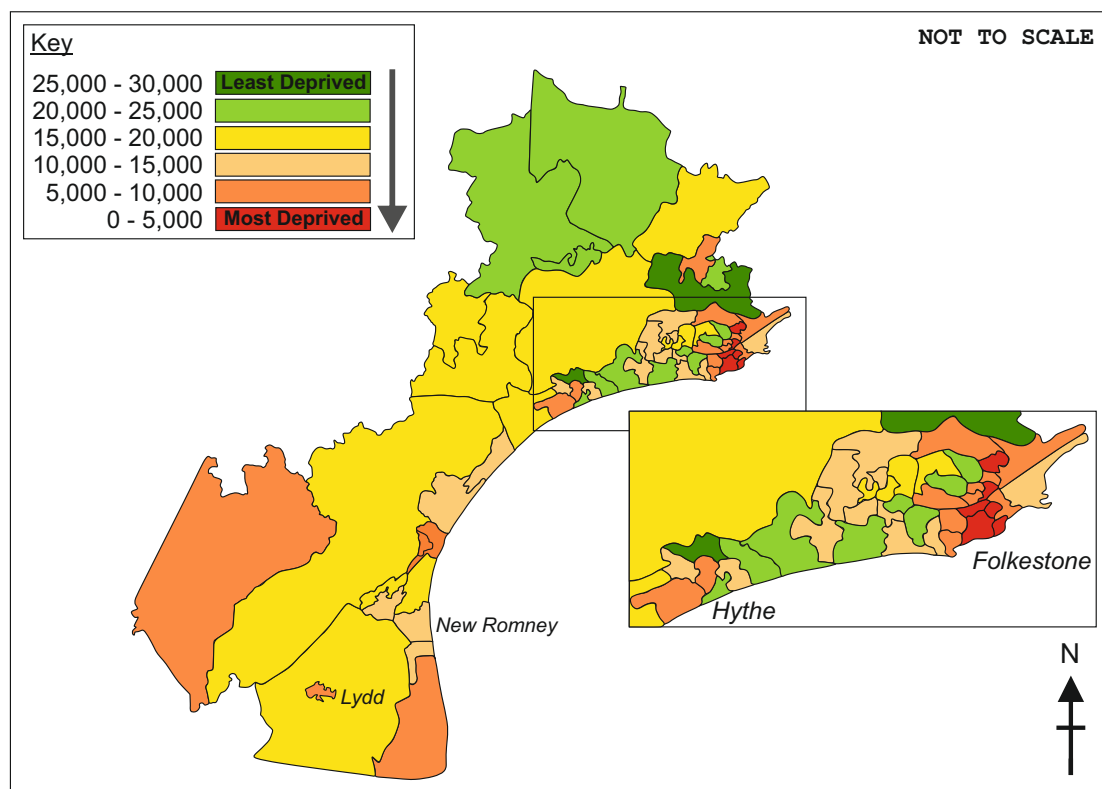 NOT TO SCALE
Key
25,000 - 30,000 Least Deprived
20,000 - 25,000
15,000 - 20,000
10,000 - 15,000
5,000 - 10,000
0 - 5,000 Most Deprived
Folkestone
Hythe
New Romney
Lydd
N